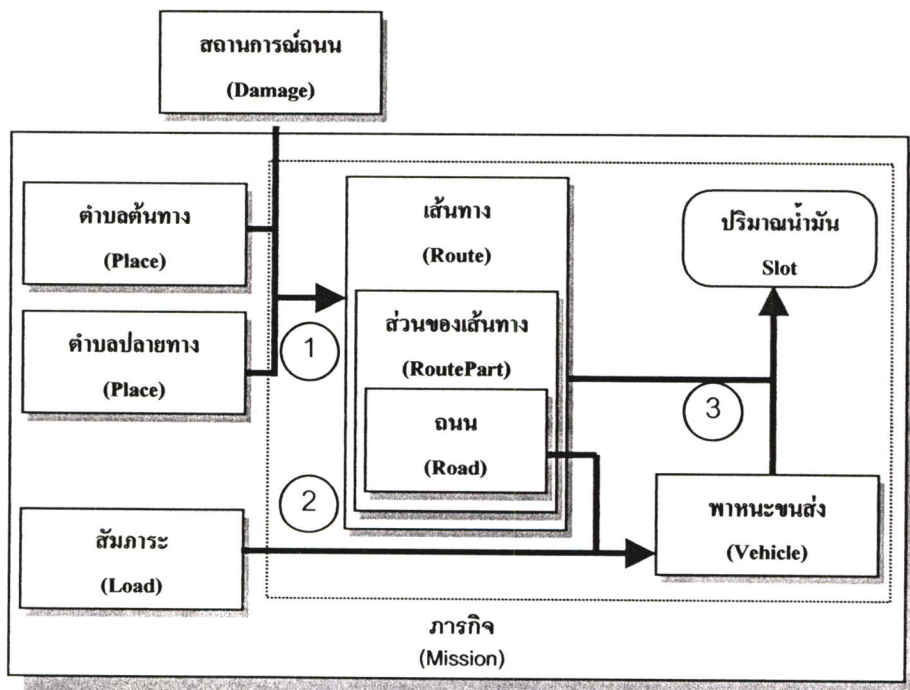 สถานการณ์ถนน
(Damage)
ตำบลต้นทาง
(Place)
ตำบลปลายทาง
(Place)
1
เส้นทาง
(Route)
ส่วนของเส้นทาง
(RoutePart)
ถนน
(Road)
ปริมาณน้ำมัน
Slot
3
2
สัมภาระ
(Load)
พาหนะขนส่ง
(Vehicle)
ภารกิจ
(Mission)